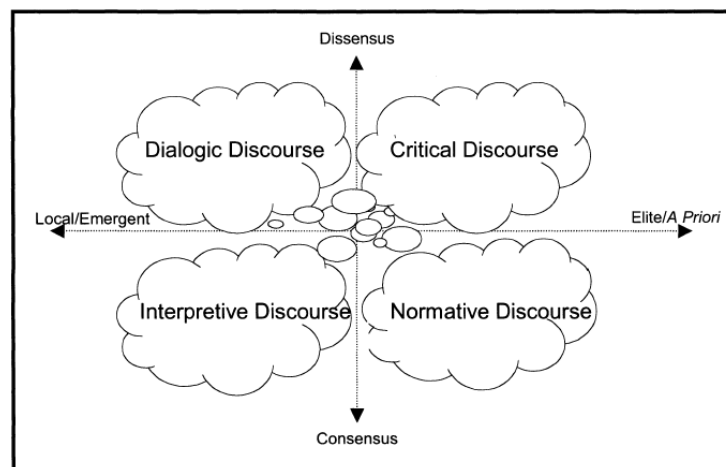 Dissensus
Dialogic Discourse
Critical Discourse
Local/Emergent
Elite/A Priori
Interpretive Discourse
Normative Discourse
Consensus